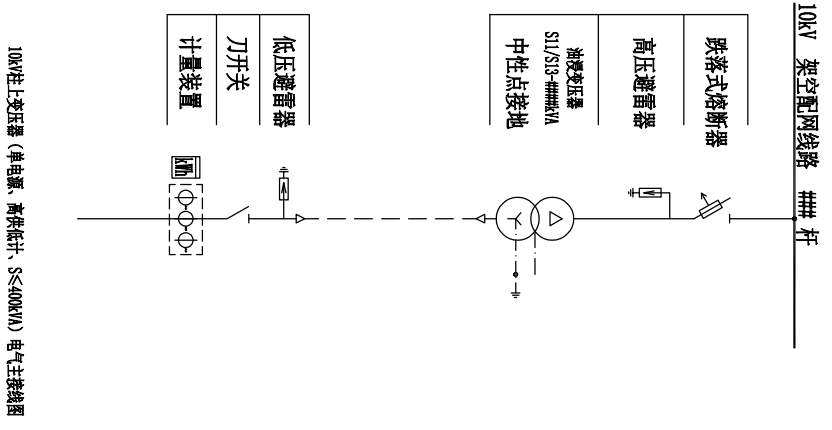 10kV 架空配网线路 ### 杆
跌落式熔断器
高压避雷器
油浸变压器
S11/S13-####kVA
中性点接地
低压避雷器
刀开关
计量装置
kWh
10kV柱上变压器（单电源、高供低计、S≤400kVA）电气主接线图